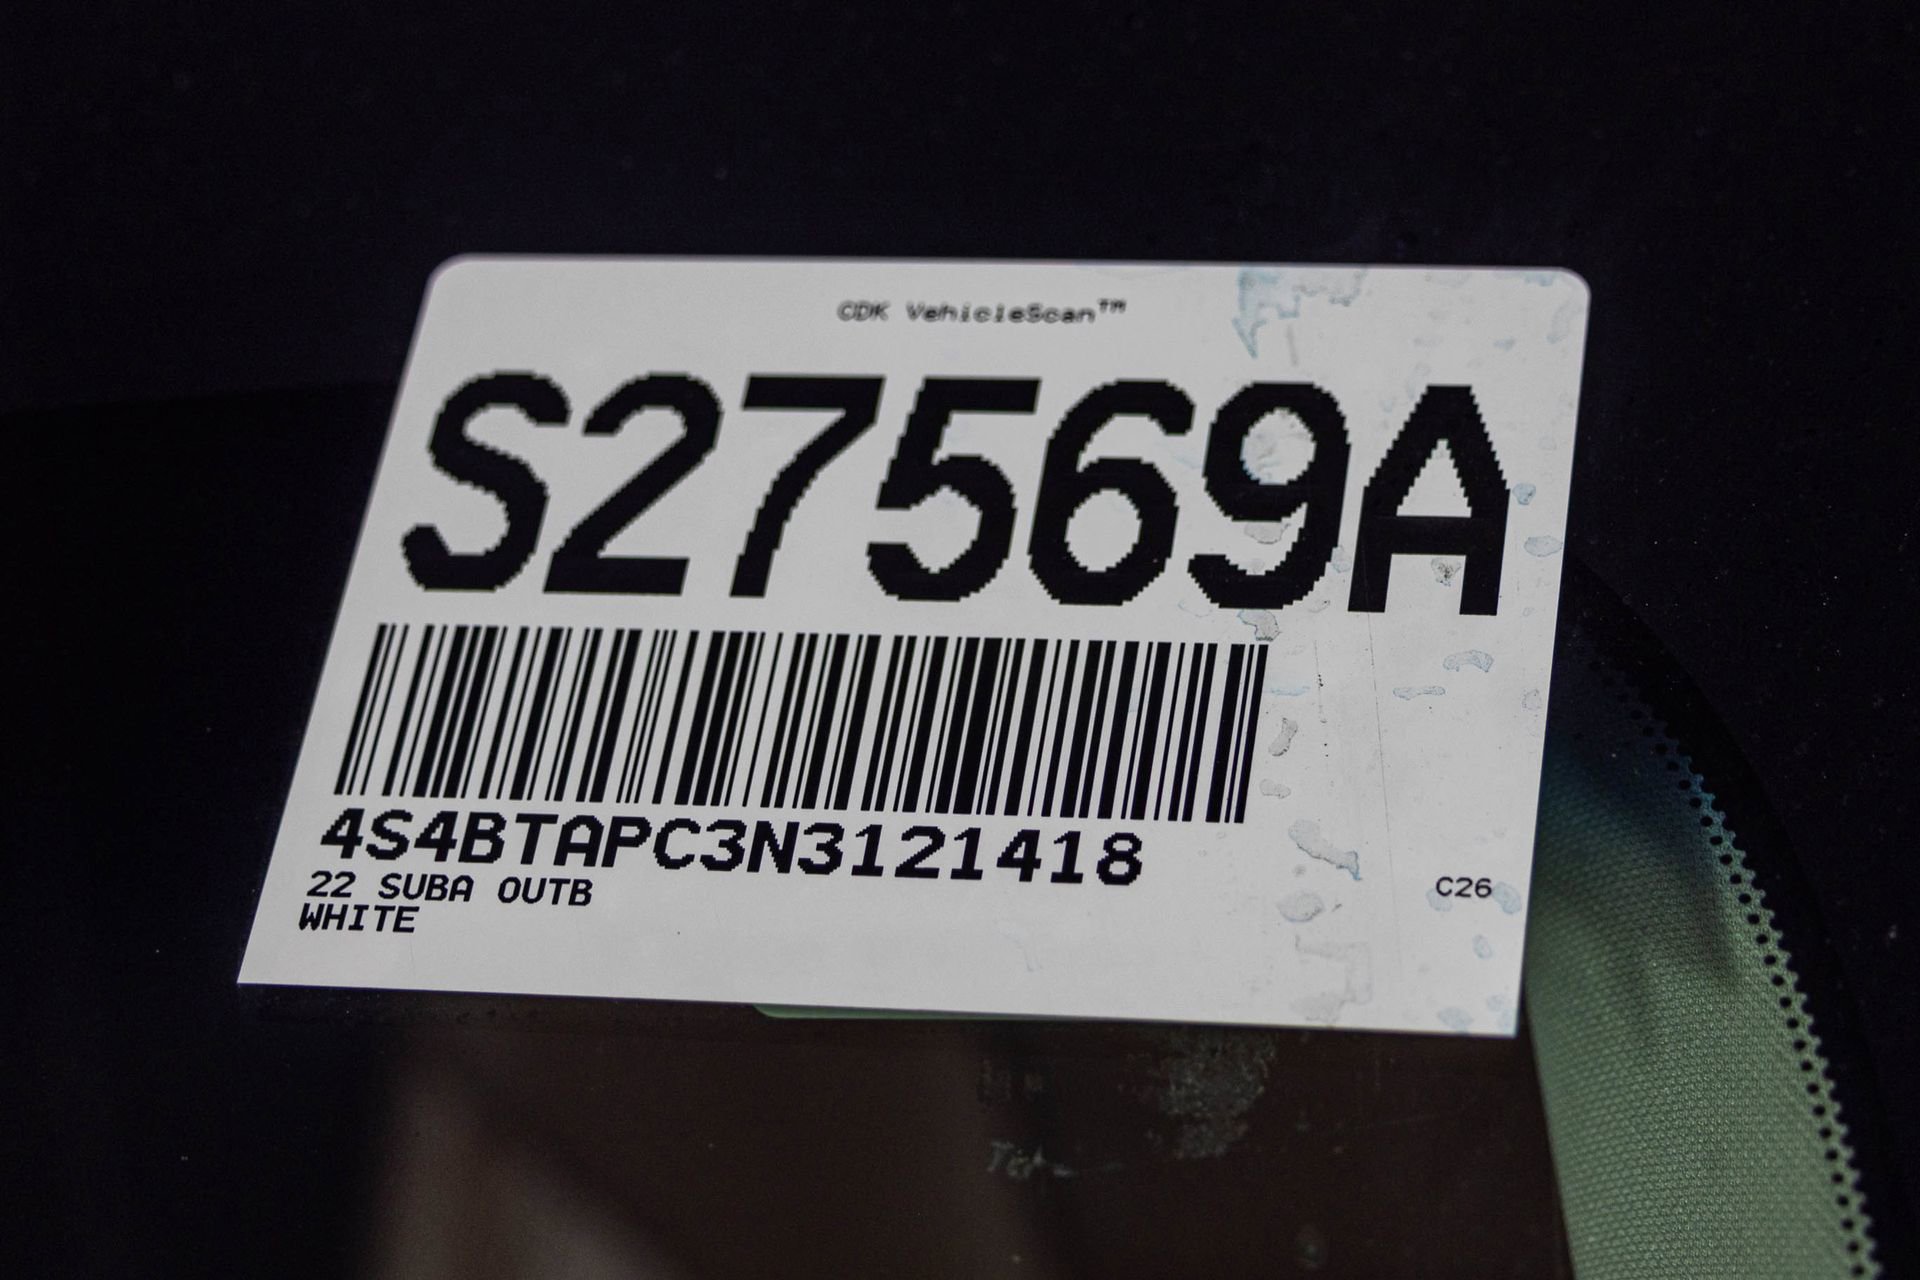 CDK VehicleScan™
S27569A
4S4BTAPC3N3121418
22 SUBA OUTB
WHITE
C26